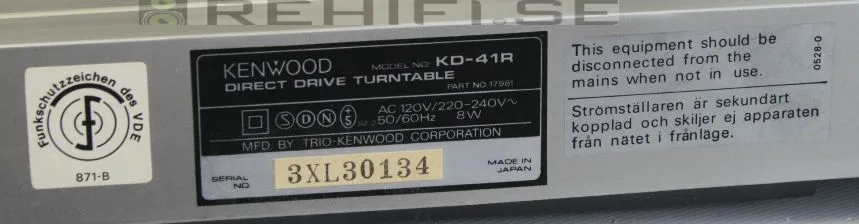 REHIFI.SE
Funkschutzzeichen des VDE
871-B
KENWOOD MODEL NO. KD-41R
DIRECT DRIVE TURNTABLE
PART NO.17981
S D N S AC 120V/220-240V~
50/60Hz 8W
MFD BY TRIO-KENWOOD CORPORATION
SERIAL NO. 3XL30134 MADE IN JAPAN
This equipment should be
disconnected from the
mains when not in use.
0528-0
Strömställaren är sekundärt
kopplad och skiljer ej apparaten
från nätet i frånläge.